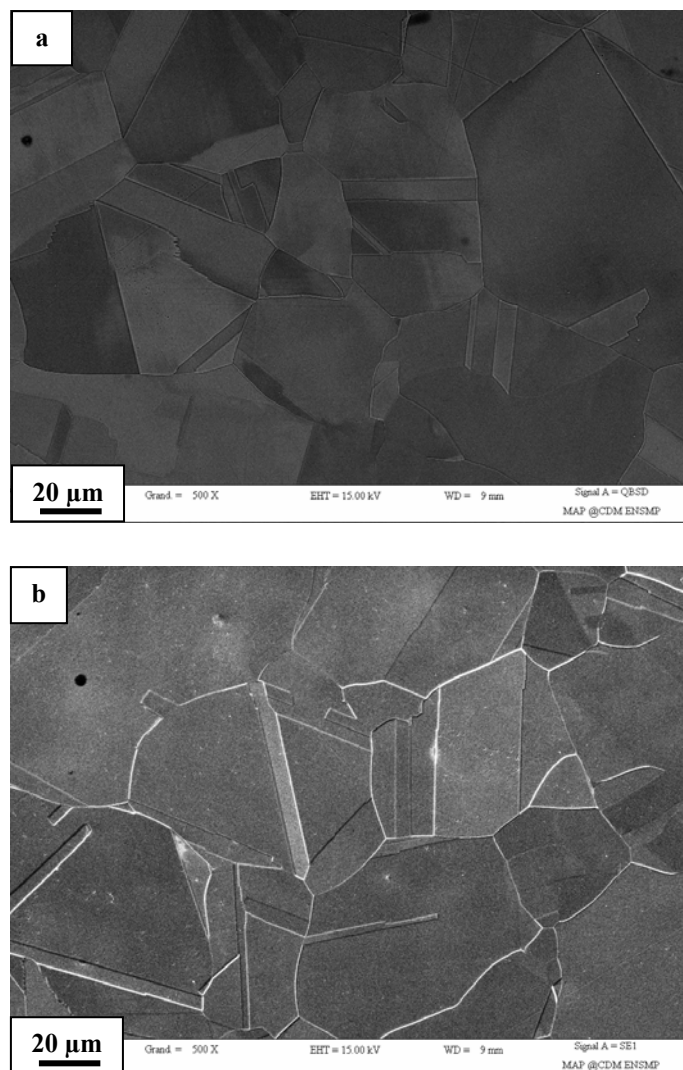 a
20 µm
Grand. = 500 X EHT = 15.00 kV WD = 9 mm Signal A = QBSD
MAP @CDM ENSMP
b
20 µm
Grand. = 500 X EHT = 15.00 kV WD = 9 mm Signal A = SE1
MAP @CDM ENSMP